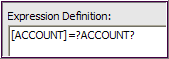 Expression Definition:
[ACCOUNT]=?ACCOUNT?